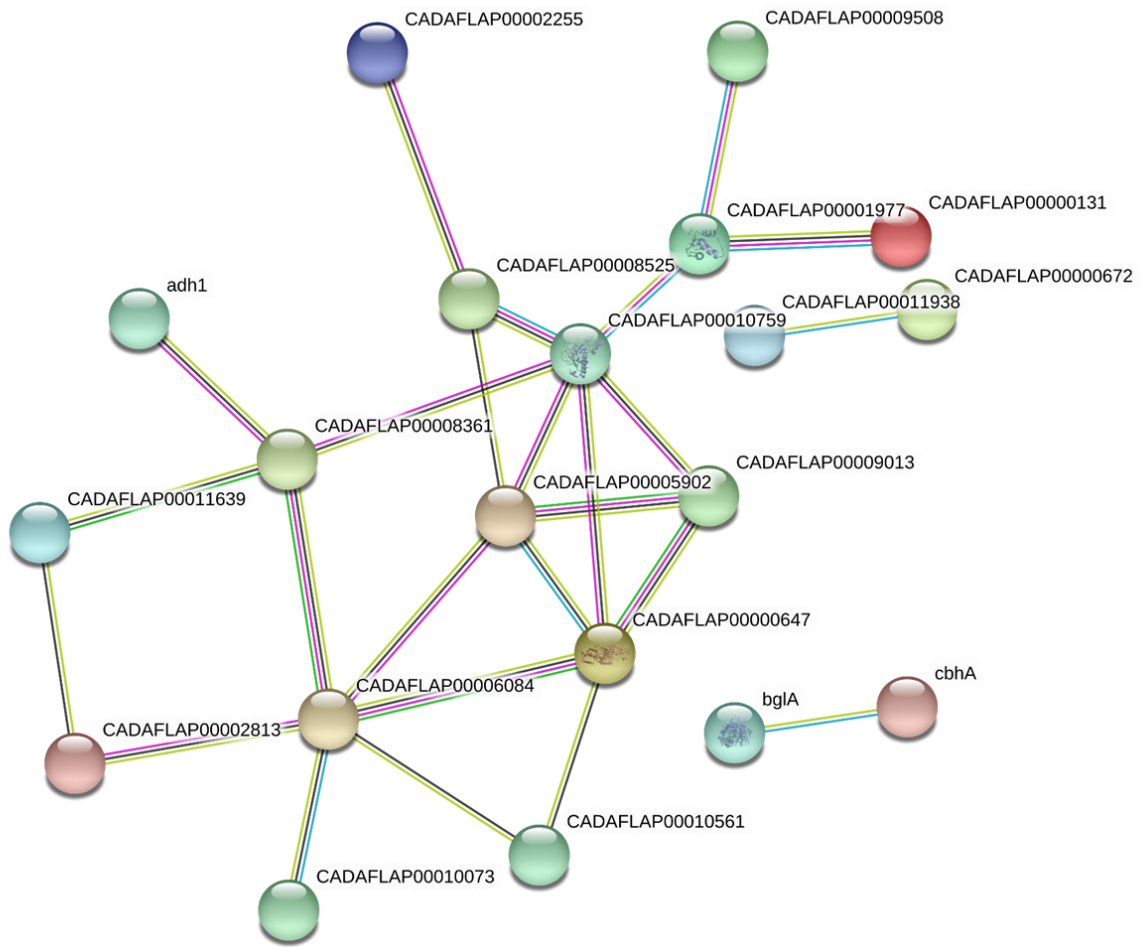 CADAFLAP00002255
CADAFLAP00009508
CADAFLAP00000131
CADAFLAP00001977
CADAFLAP00008525
CADAFLAP00000672
adh1
CADAFLAP00011938
CADAFLAP00010759
CADAFLAP00008361
CADAFLAP00009013
CADAFLAP00005902
CADAFLAP00011639
CADAFLAP00000647
cbhA
CADAFLAP00006084
bglA
CADAFLAP00002813
CADAFLAP00010561
CADAFLAP00010073